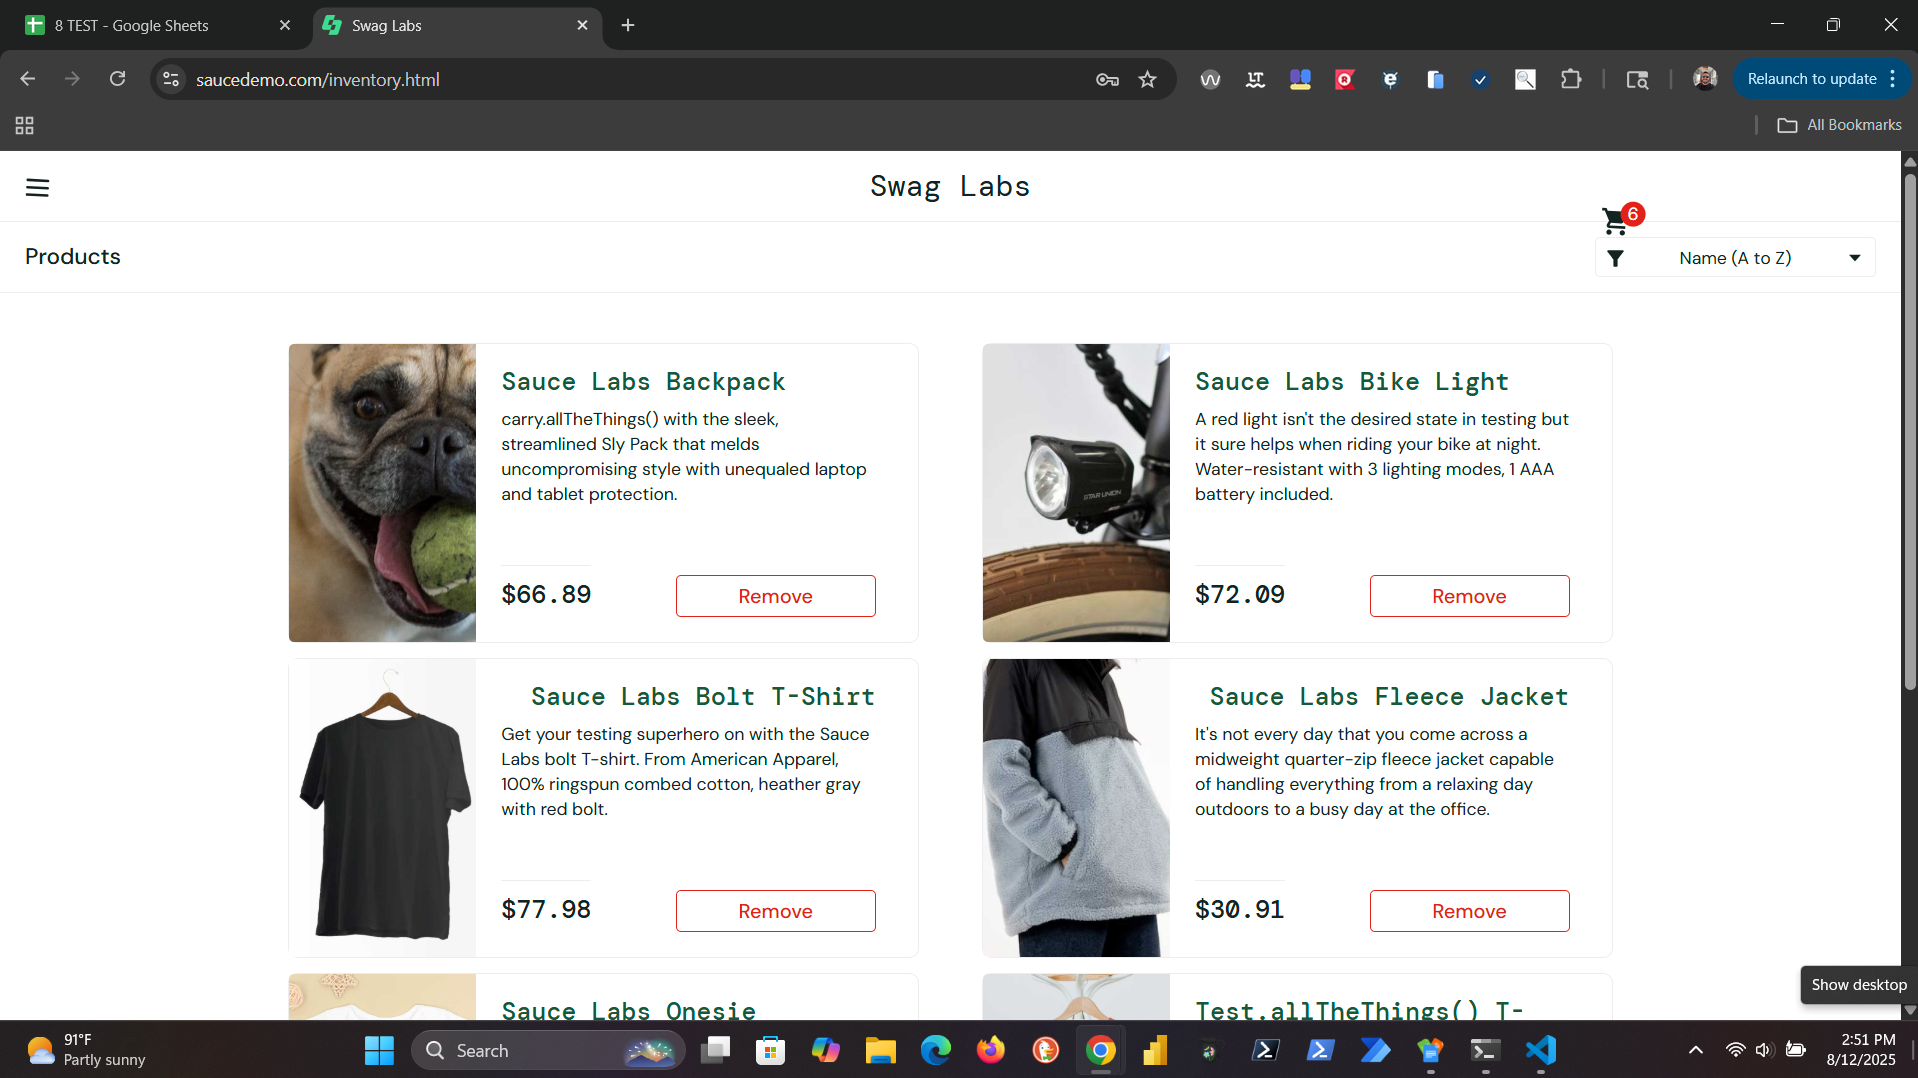 8 TEST - Google Sheets
Swag Labs
saucedemo.com/inventory.html
Relaunch to update
All Bookmarks
Swag Labs
6
Products
Name (A to Z)
Sauce Labs Backpack
carry.allTheThings() with the sleek,
streamlined Sly Pack that melds
uncompromising style with unequaled laptop
and tablet protection.
$66.89
Remove
Sauce Labs Bike Light
A red light isn't the desired state in testing but
it sure helps when riding your bike at night.
Water-resistant with 3 lighting modes, 1 AAA
battery included.
STAR UNION
$72.09
Remove
Sauce Labs Bolt T-Shirt
Get your testing superhero on with the Sauce
Labs bolt T-shirt. From American Apparel,
100% ringspun combed cotton, heather gray
with red bolt.
$77.98
Remove
Sauce Labs Fleece Jacket
It's not every day that you come across a
midweight quarter-zip fleece jacket capable
of handling everything from a relaxing day
outdoors to a busy day at the office.
$30.91
Remove
Sauce Labs Onesie
Test.allTheThings() T-
Show desktop
91°F
Partly sunny
Search
2:51 PM
8/12/2025